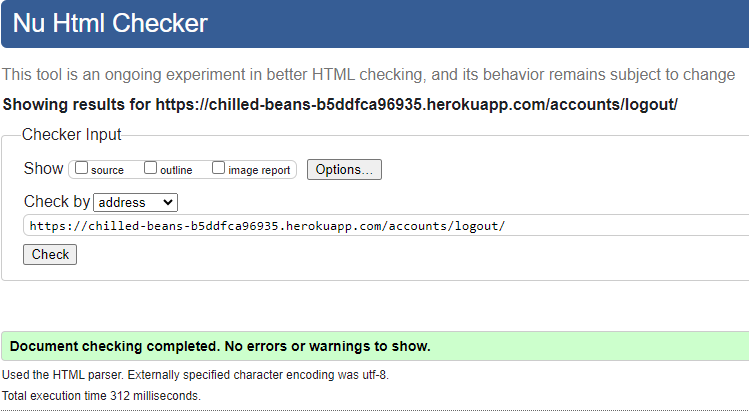 Nu Html Checker
This tool is an ongoing experiment in better HTML checking, and its behavior remains subject to change
Showing results for https://chilled-beans-b5ddfca96935.herokuapp.com/accounts/logout/
Checker Input
Show source outline image report Options...
Check by address
https://chilled-beans-b5ddfca96935.herokuapp.com/accounts/logout/
Check
Document checking completed. No errors or warnings to show.
Used the HTML parser. Externally specified character encoding was utf-8.
Total execution time 312 milliseconds.